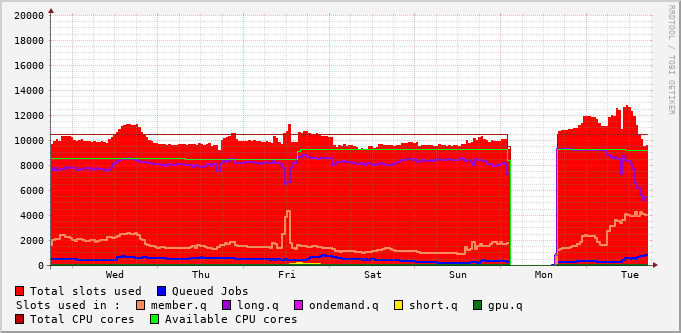 RRDTOOL / TOBI OETIKER
20000
18000
16000
14000
12000
10000
8000
6000
4000
2000
0
Wed Thu Fri Sat Sun Mon Tue
Total slots used Queued Jobs
Slots used in : member.q long.q ondemand.q short.q gpu.q
Total CPU cores Available CPU cores